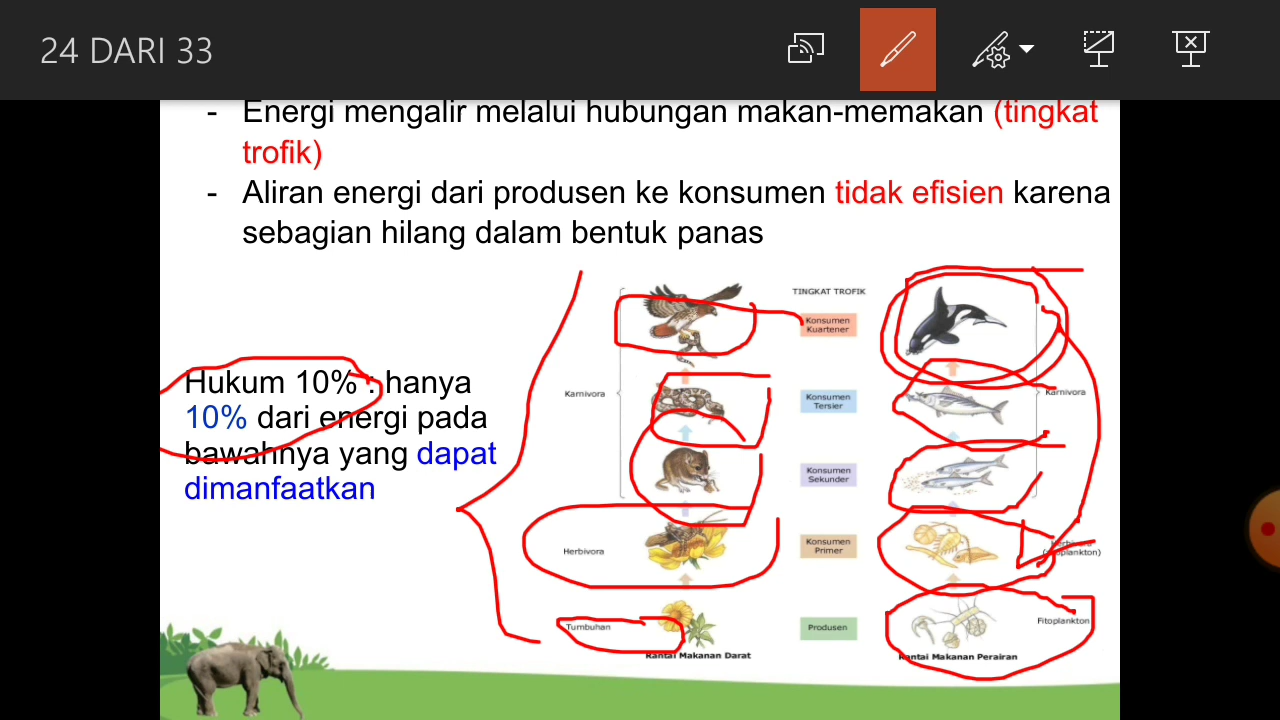 24 DARI 33
- Energi mengalir melalui hubungan makan-memakan (tingkat
trofik)
- Aliran energi dari produsen ke konsumen tidak efisien karena
sebagian hilang dalam bentuk panas
Hukum 10% : hanya
10% dari energi pada
bawahnya yang dapat
dimanfaatkan
TINGKAT TROFIK
Konsumen
Kuartener
Karnivora
Konsumen
Tersier
Karnivora
Konsumen
Sekunder
Herbivora
Konsumen
Primer
Tumbuhan
Produsen
Fitoplankton
Rantai Makanan Darat
Rantai Makanan Perairan